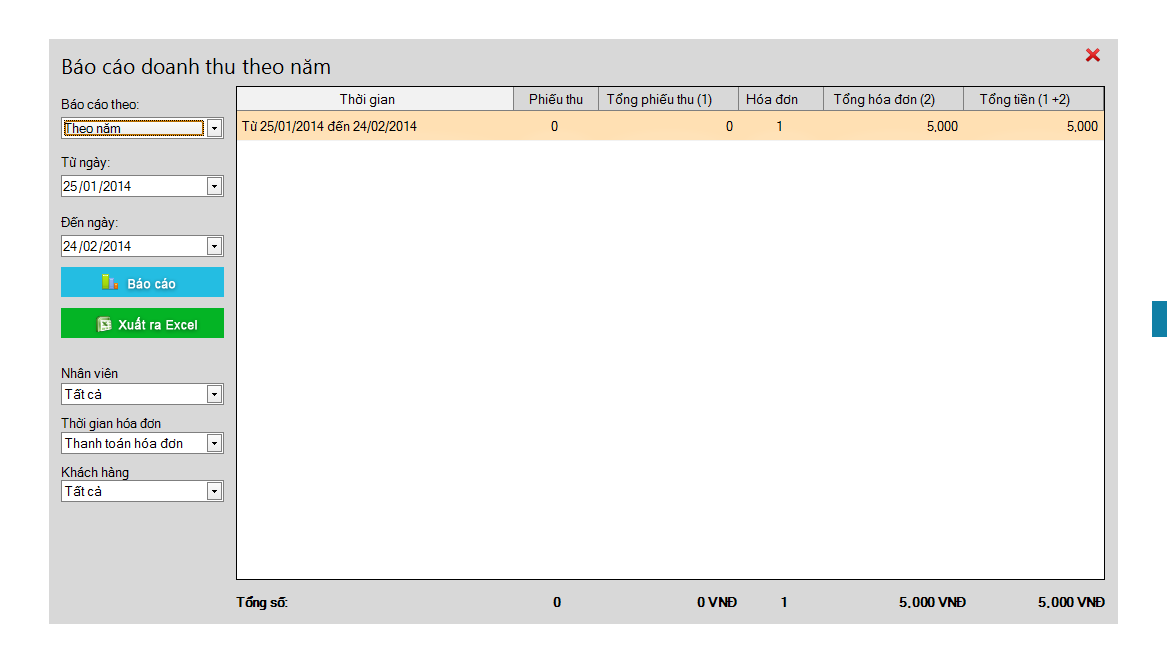 Báo cáo doanh thu theo năm
Báo cáo theo:
Theo năm
Từ ngày:
25/01/2014
Đến ngày:
24/02/2014
Báo cáo
Xuất ra Excel
Nhân viên
Tất cả
Thời gian hóa đơn
Thanh toán hóa đơn
Khách hàng
Tất cả
Thời gian Phiếu thu Tổng phiếu thu (1) Hóa đơn Tổng hóa đơn (2) Tổng tiền (1 +2)
Từ 25/01/2014 đến 24/02/2014 0 0 1 5,000 5,000
Tổng số: 0 0 VNĐ 1 5,000 VNĐ 5,000 VNĐ